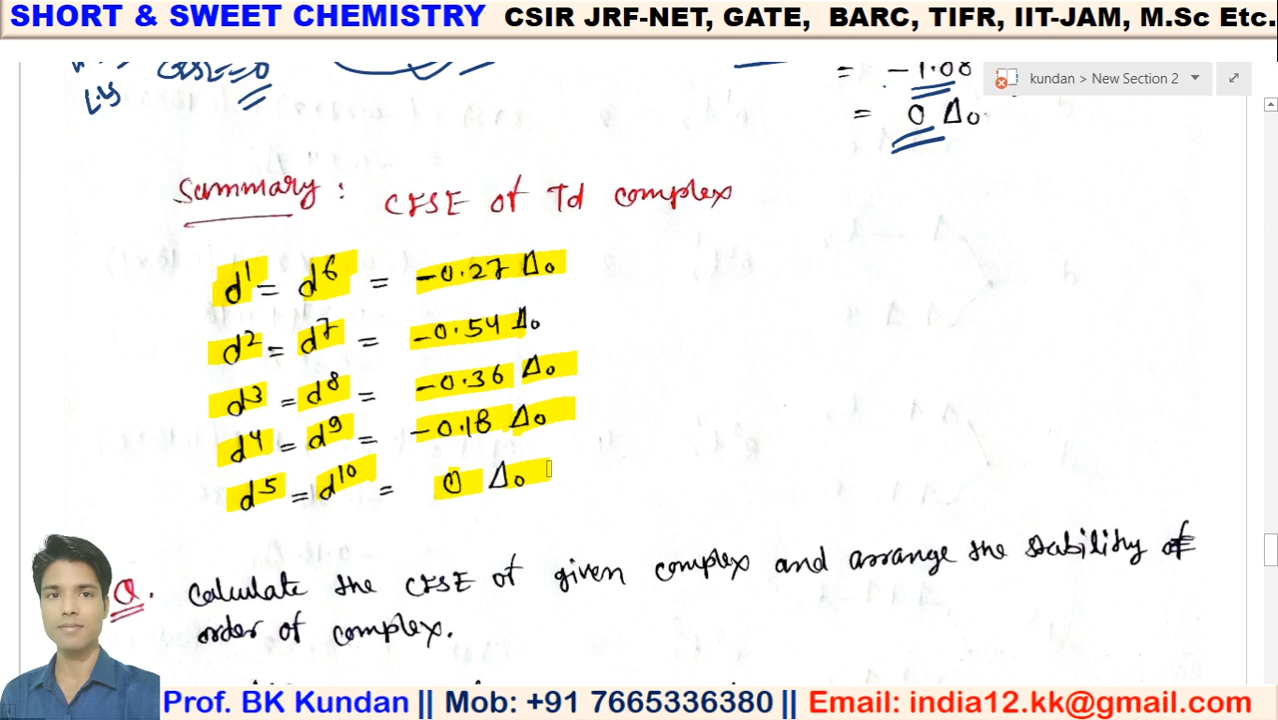 SHORT & SWEET CHEMISTRY CSIR JRF-NET, GATE, BARC, TIFR, IIT-JAM, M.Sc Etc.
CFSE=0
= -1.08
kundan > New Section 2
= 0 Δo
Summary: CFSE of Td complex
d1 = d6 = -0.27 Δo
d2 = d7 = -0.54 Δo
d3 = d8 = -0.36 Δo
d4 = d9 = -0.18 Δo
d5 = d10 = 0 Δo
Q. Calculate the CFSE of given complex and arrange the stability of
order of complex.
Prof. BK Kundan || Mob: +91 7665336380 || Email: india12.kk@gmail.com